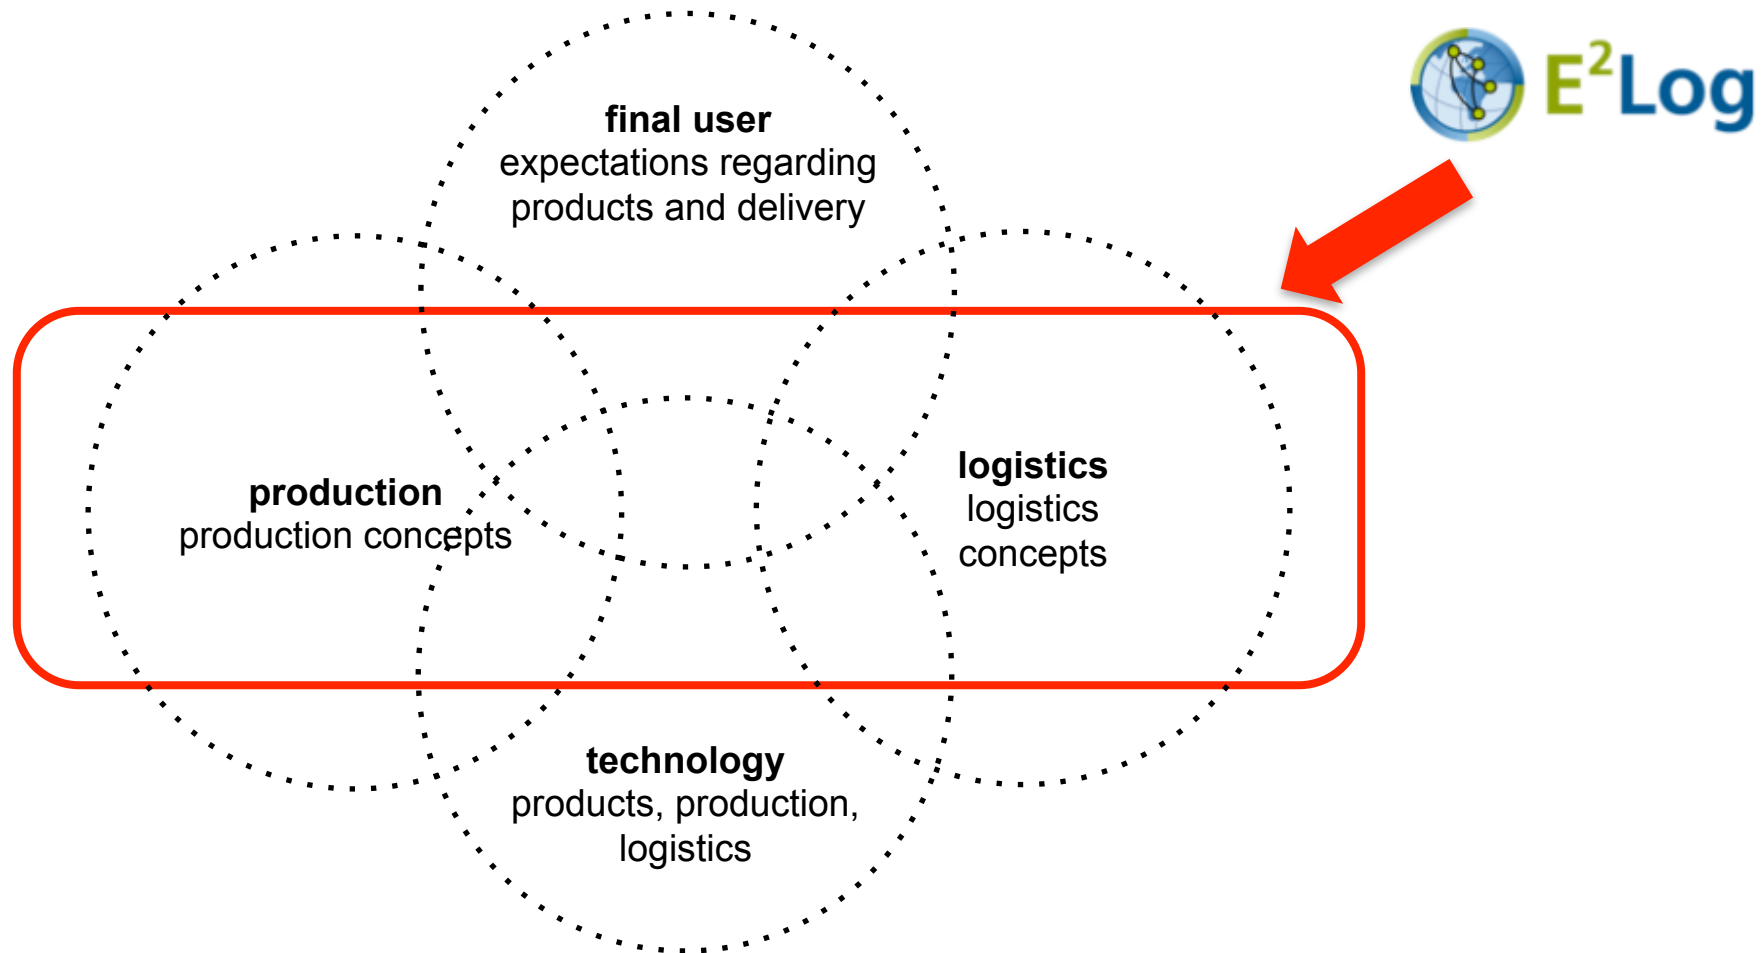 final user
expectations regarding
products and delivery
E²Log
production
production concepts
logistics
logistics
concepts
technology
products, production,
logistics